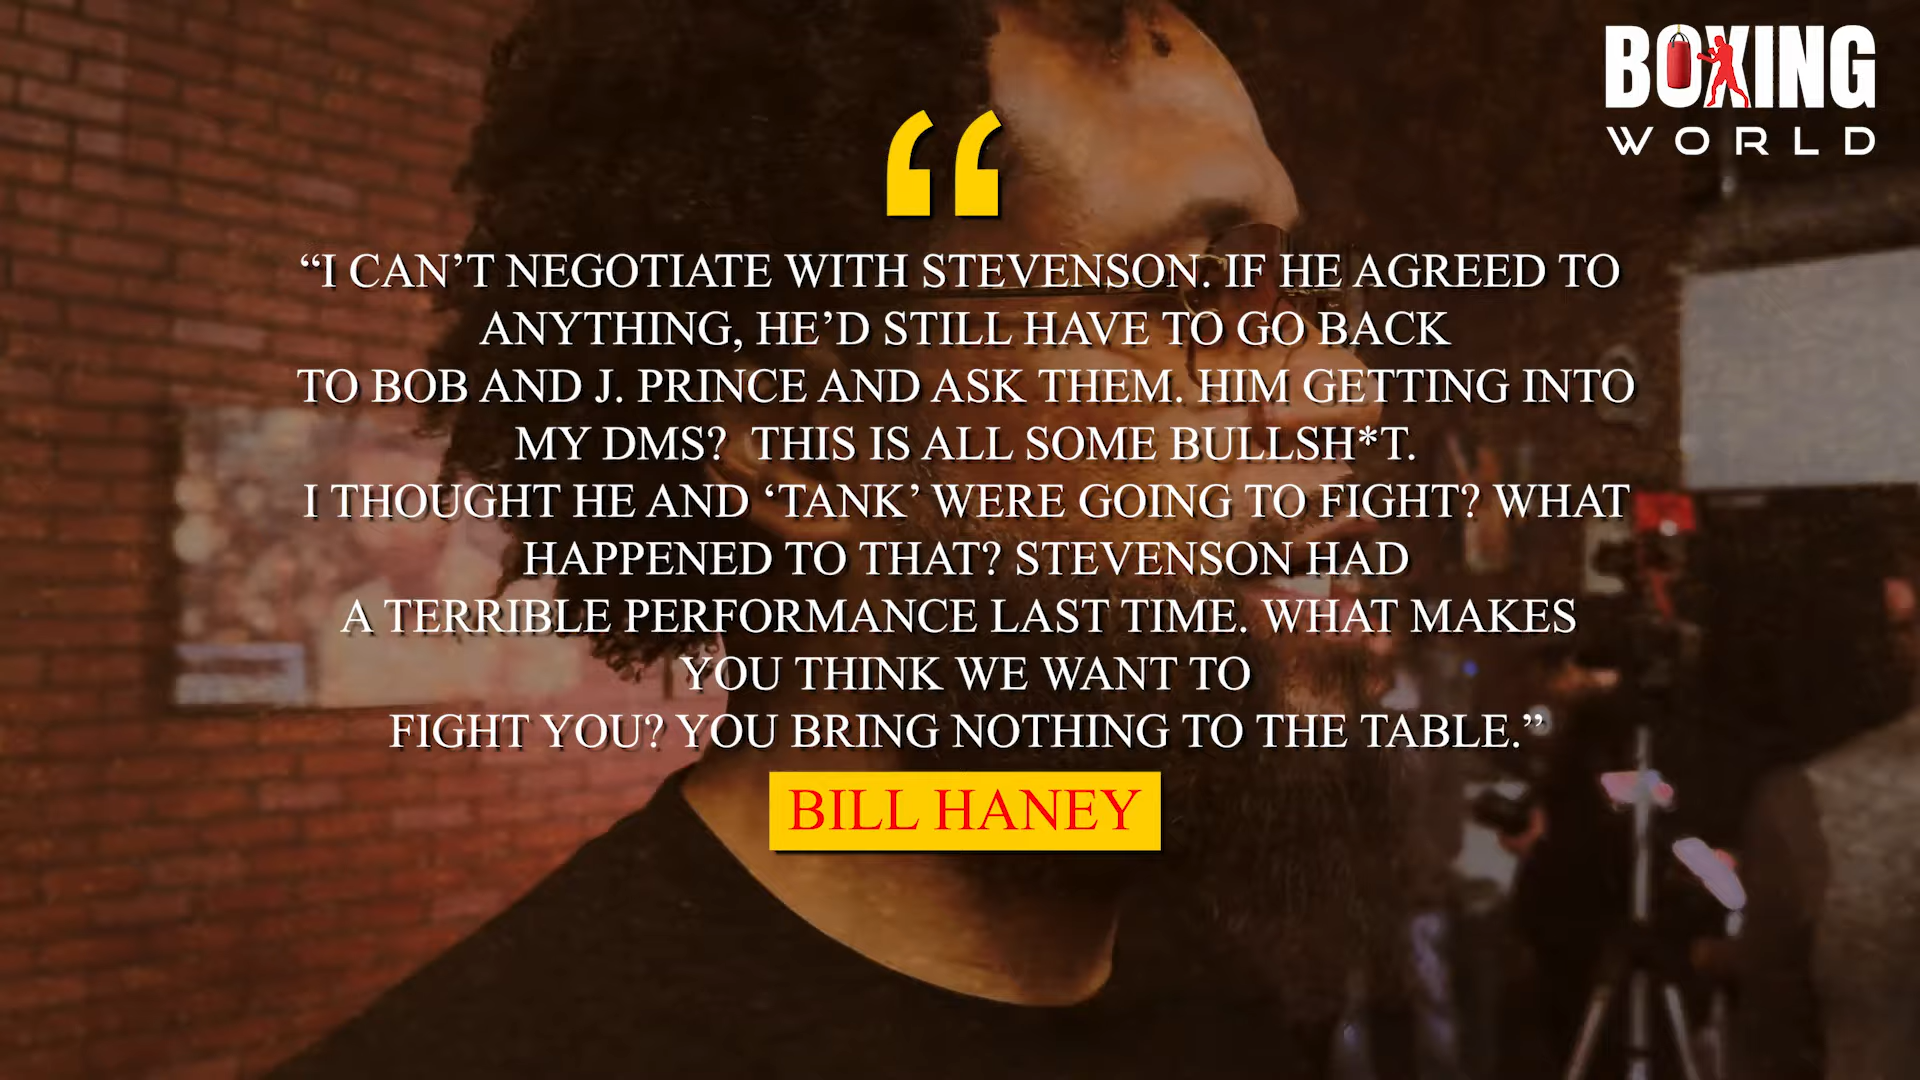 BOXING
WORLD
“
“I CAN’T NEGOTIATE WITH STEVENSON. IF HE AGREED TO
ANYTHING, HE’D STILL HAVE TO GO BACK
TO BOB AND J. PRINCE AND ASK THEM. HIM GETTING INTO
MY DMS?  THIS IS ALL SOME BULLSH*T.
I THOUGHT HE AND ‘TANK’ WERE GOING TO FIGHT? WHAT
HAPPENED TO THAT? STEVENSON HAD
A TERRIBLE PERFORMANCE LAST TIME. WHAT MAKES
YOU THINK WE WANT TO
FIGHT YOU? YOU BRING NOTHING TO THE TABLE.”
BILL HANEY